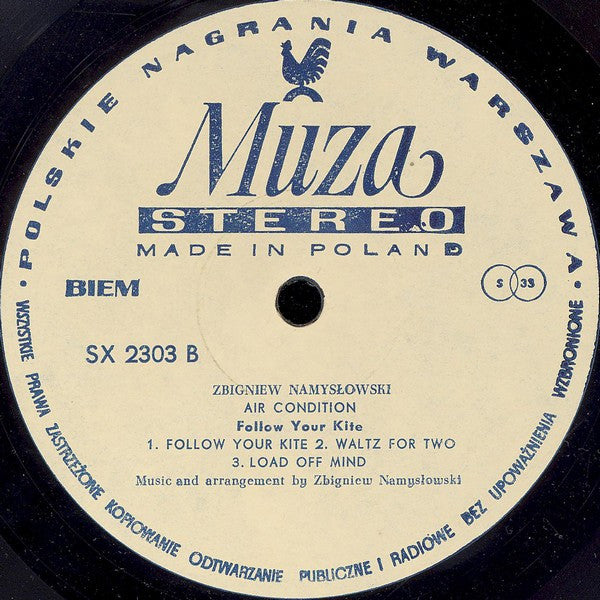 POLSKIE NAGRANIA WARSZAWA
Muza
STEREO
MADE IN POLAND
BIEM
S 33
SX 2303 B
ZBIGNIEW NAMYSŁOWSKI
AIR CONDITION
Follow Your Kite
1. FOLLOW YOUR KITE 2. WALTZ FOR TWO
3. LOAD OFF MIND
Music and arrangement by Zbigniew Namysłowski
• WSZYSTKIE PRAWA ZASTRZEŻONE KOPIOWANIE ODTWARZANIE PUBLICZNE I RADIOWE BEZ UPOWAŻNIENIA WZBRONIONE •